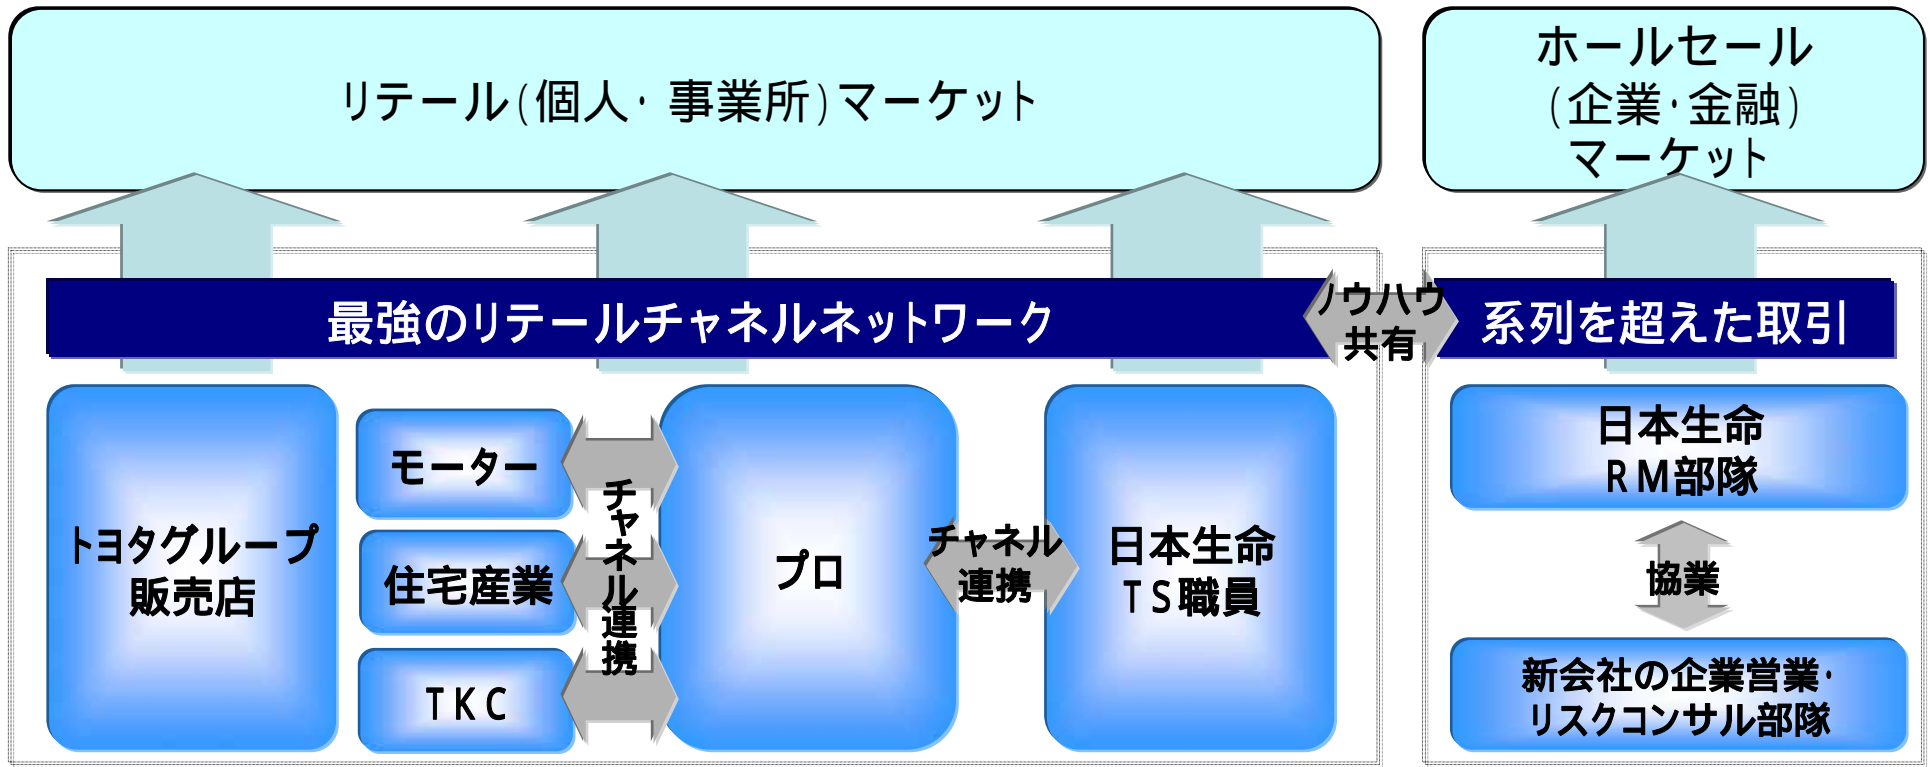 リテール(個人・事業所)マーケット
ホールセール
(企業・金融)
マーケット
最強のリテールチャネルネットワーク
ノウハウ
共有
系列を超えた取引
トヨタグループ
販売店
モーター
住宅産業
TKC
チャネル連携
プロ
チャネル
連携
日本生命
TS職員
日本生命
RM部隊
協業
新会社の企業営業・
リスクコンサル部隊